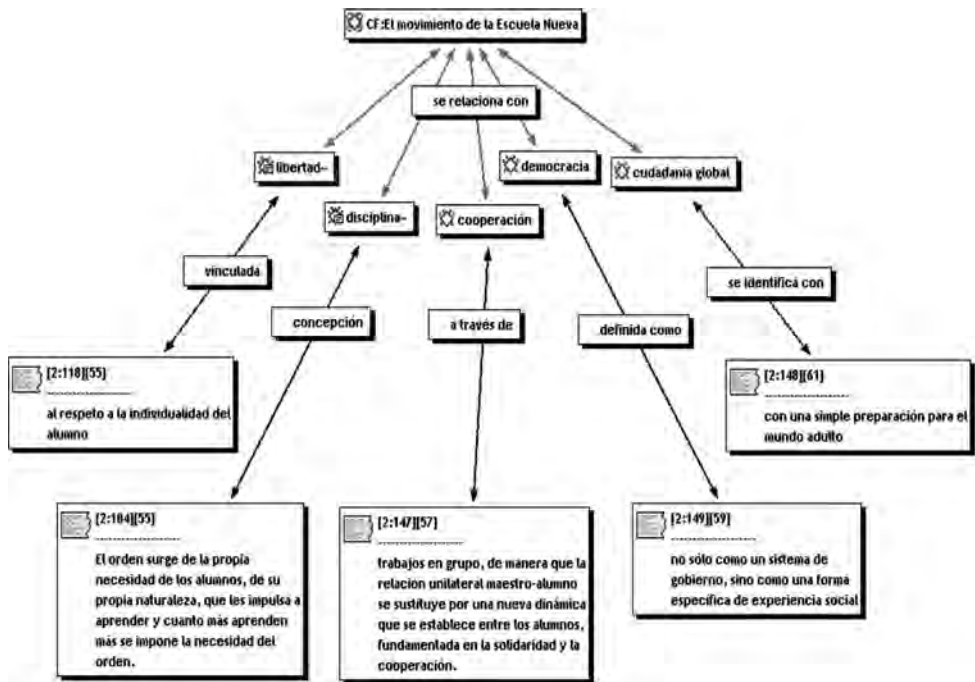 CF:El movimiento de la Escuela Nueva
se relaciona con
libertad~
democracia
cudadanía global
disciplina~
cooperación
vinculada
se identifica con
concepción
a través de
definida como
[2:118][55]
al respeto a la individualidad del
alumno
[2:148][61]
con una simple preparación para el
mundo adulto
[2:104][55]
El orden surge de la propia
necesidad de los alumnos, de su
propia naturaleza, que les impulsa a
aprender y cuanto más aprenden
más se impone la necesidad del
orden.
[2:147][57]
trabajos en grupo, de manera que la
relación unilateral maestro-alumno
se sustituye por una nueva dinámica
que se establece entre los alumnos,
fundamentada en la solidaridad y la
cooperación.
[2:149][59]
no sólo como un sistema de
gobierno, sino como una forma
específica de experiencia social